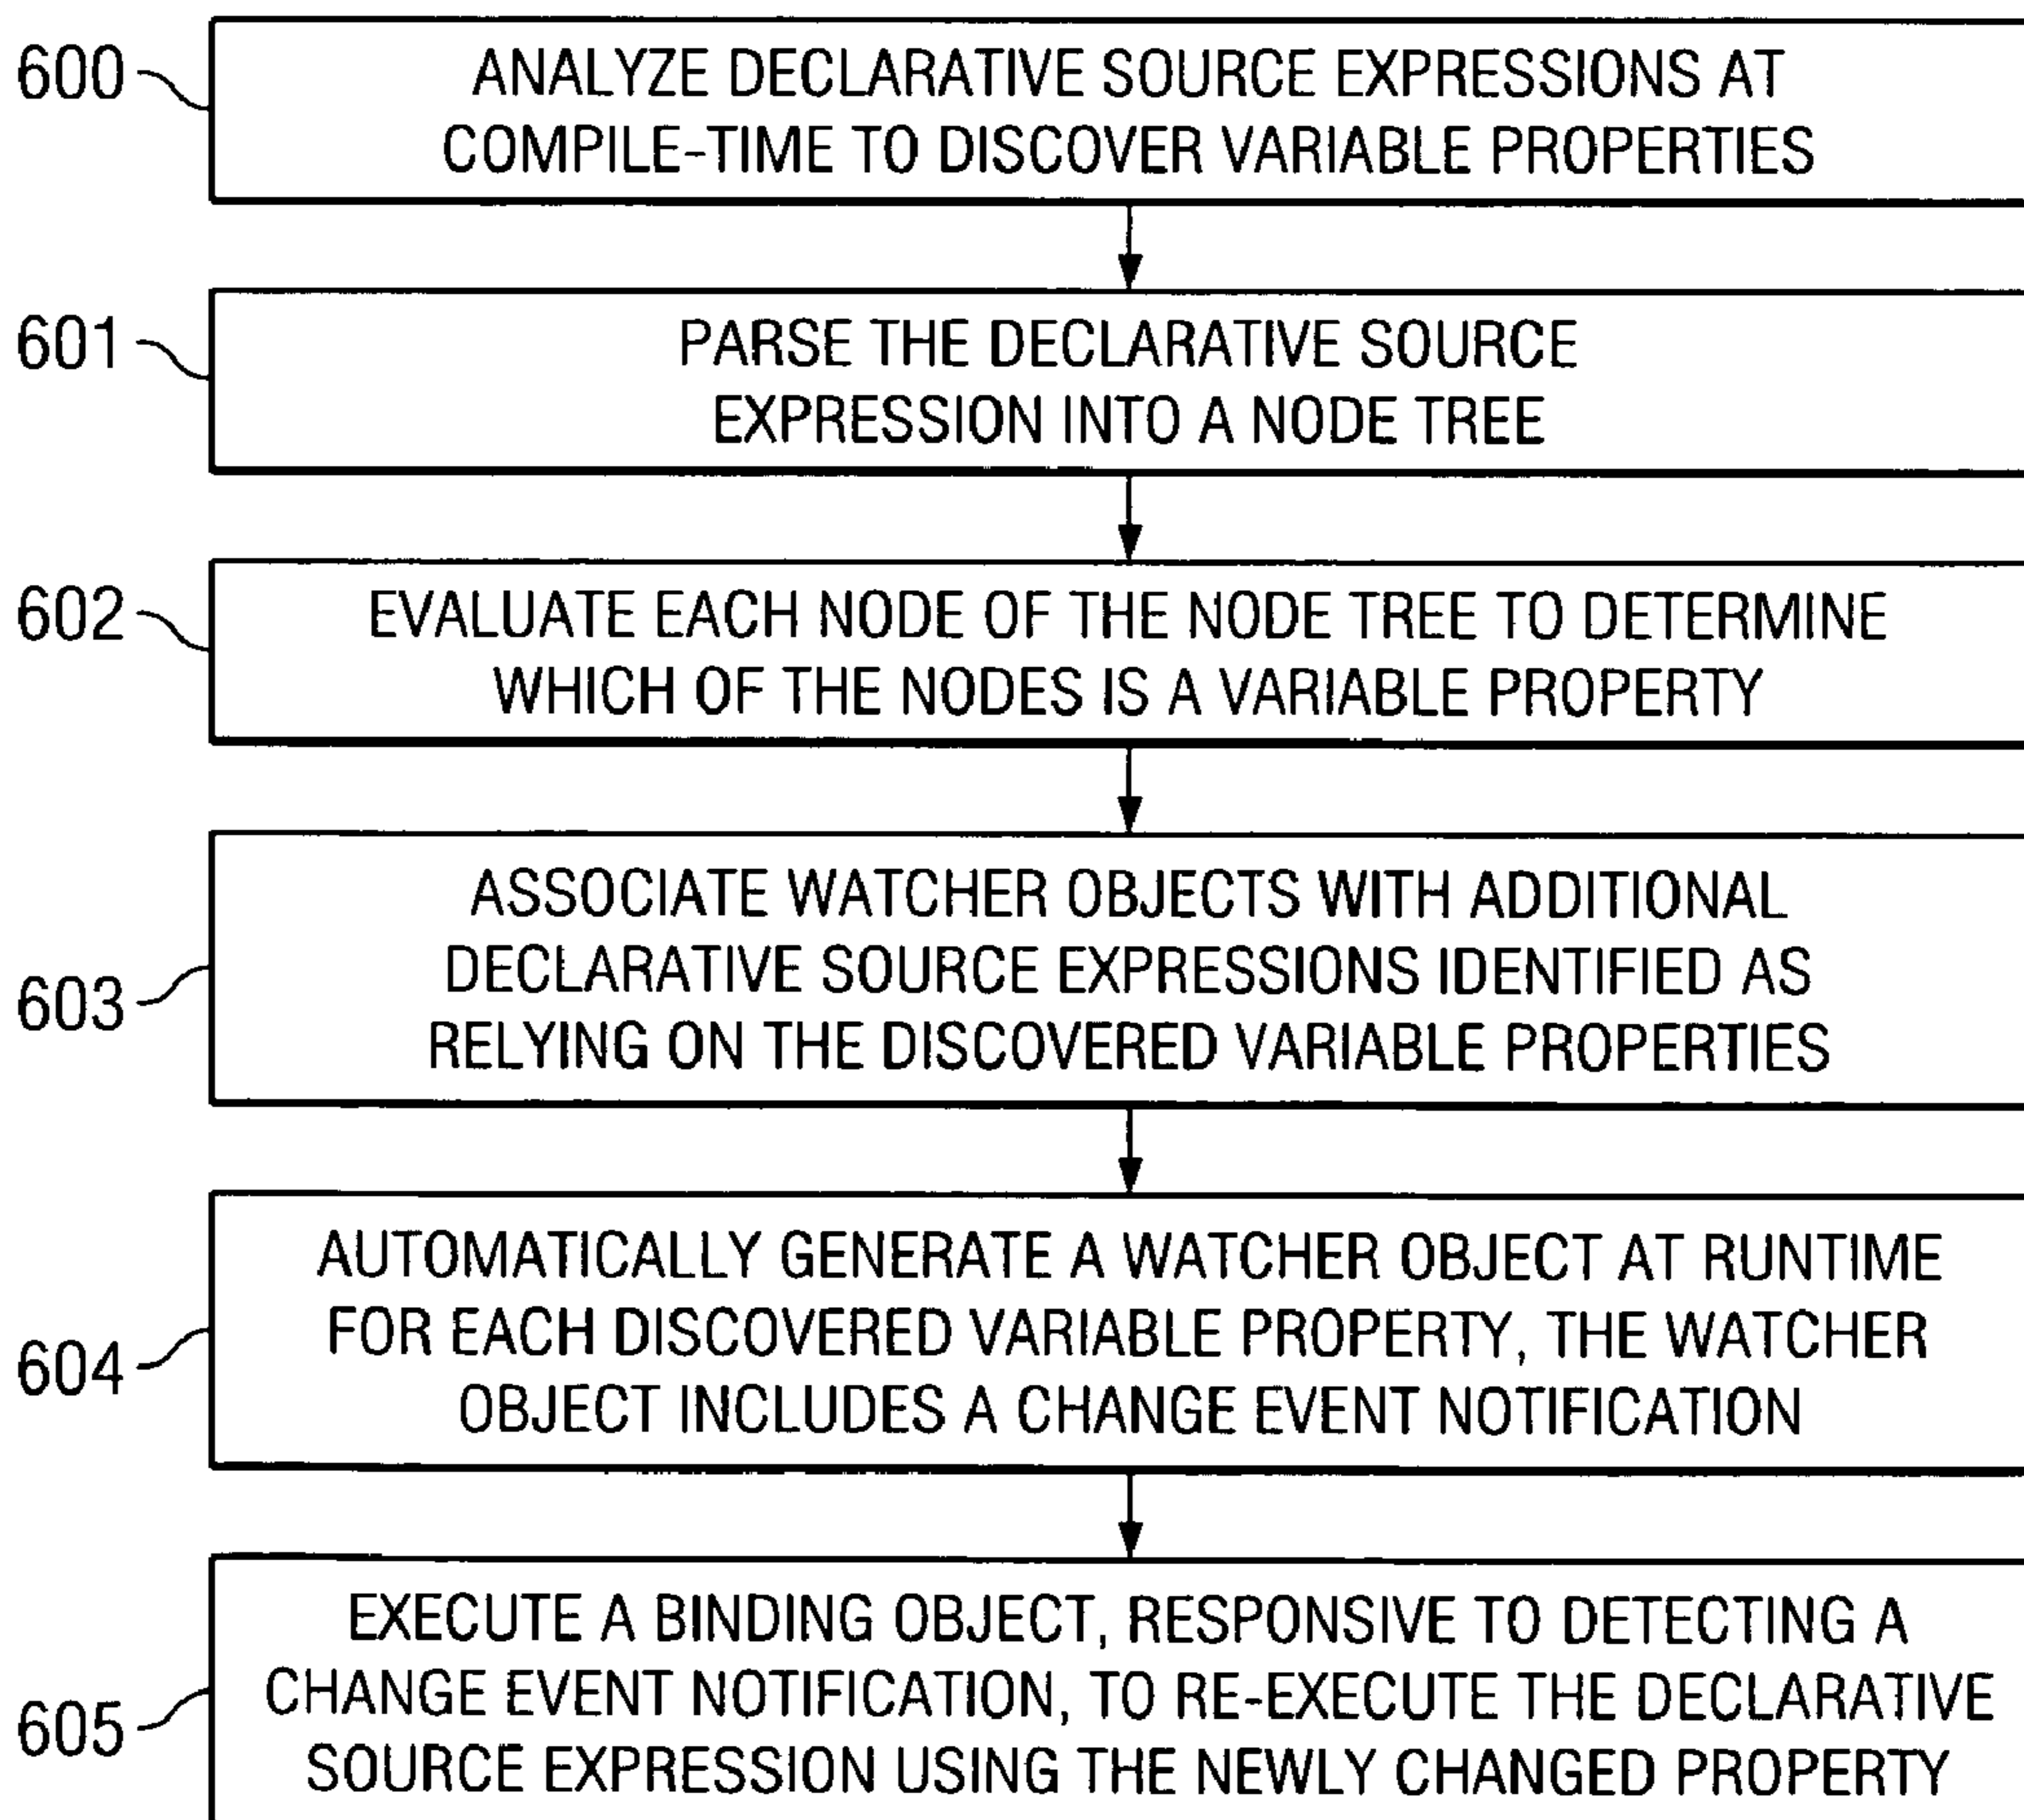 600
ANALYZE DECLARATIVE SOURCE EXPRESSIONS AT
COMPILE-TIME TO DISCOVER VARIABLE PROPERTIES
601
PARSE THE DECLARATIVE SOURCE
EXPRESSION INTO A NODE TREE
602
EVALUATE EACH NODE OF THE NODE TREE TO DETERMINE
WHICH OF THE NODES IS A VARIABLE PROPERTY
603
ASSOCIATE WATCHER OBJECTS WITH ADDITIONAL
DECLARATIVE SOURCE EXPRESSIONS IDENTIFIED AS
RELYING ON THE DISCOVERED VARIABLE PROPERTIES
604
AUTOMATICALLY GENERATE A WATCHER OBJECT AT RUNTIME
FOR EACH DISCOVERED VARIABLE PROPERTY, THE WATCHER
OBJECT INCLUDES A CHANGE EVENT NOTIFICATION
605
EXECUTE A BINDING OBJECT, RESPONSIVE TO DETECTING A
CHANGE EVENT NOTIFICATION, TO RE-EXECUTE THE DECLARATIVE
SOURCE EXPRESSION USING THE NEWLY CHANGED PROPERTY